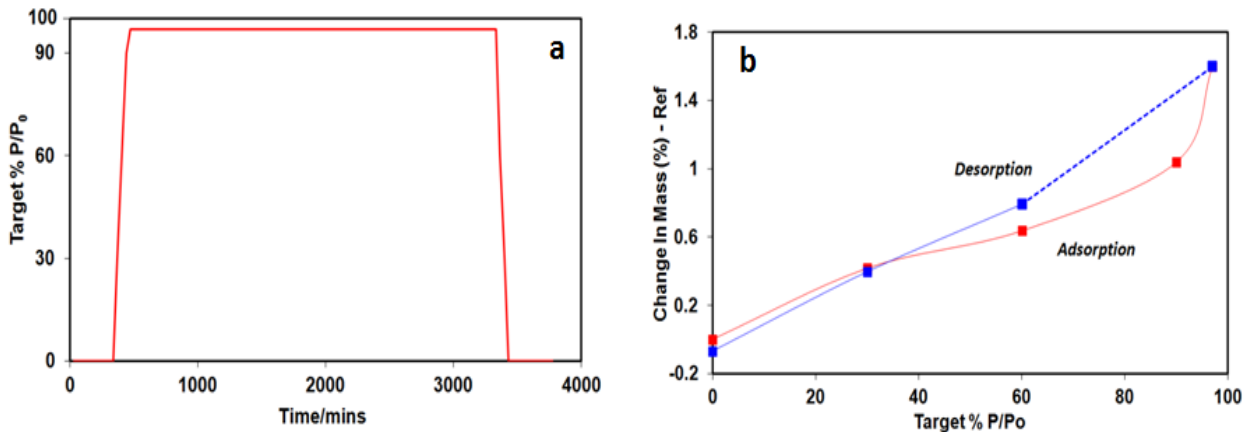 100
90
60
30
0
Target % P/P₀
0
1000
2000
3000
4000
Time/mins
a
1.8
1.4
1
0.6
0.2
-0.2
Change In Mass (%) - Ref
b
Desorption
Adsorption
0
20
40
60
80
100
Target % P/Po